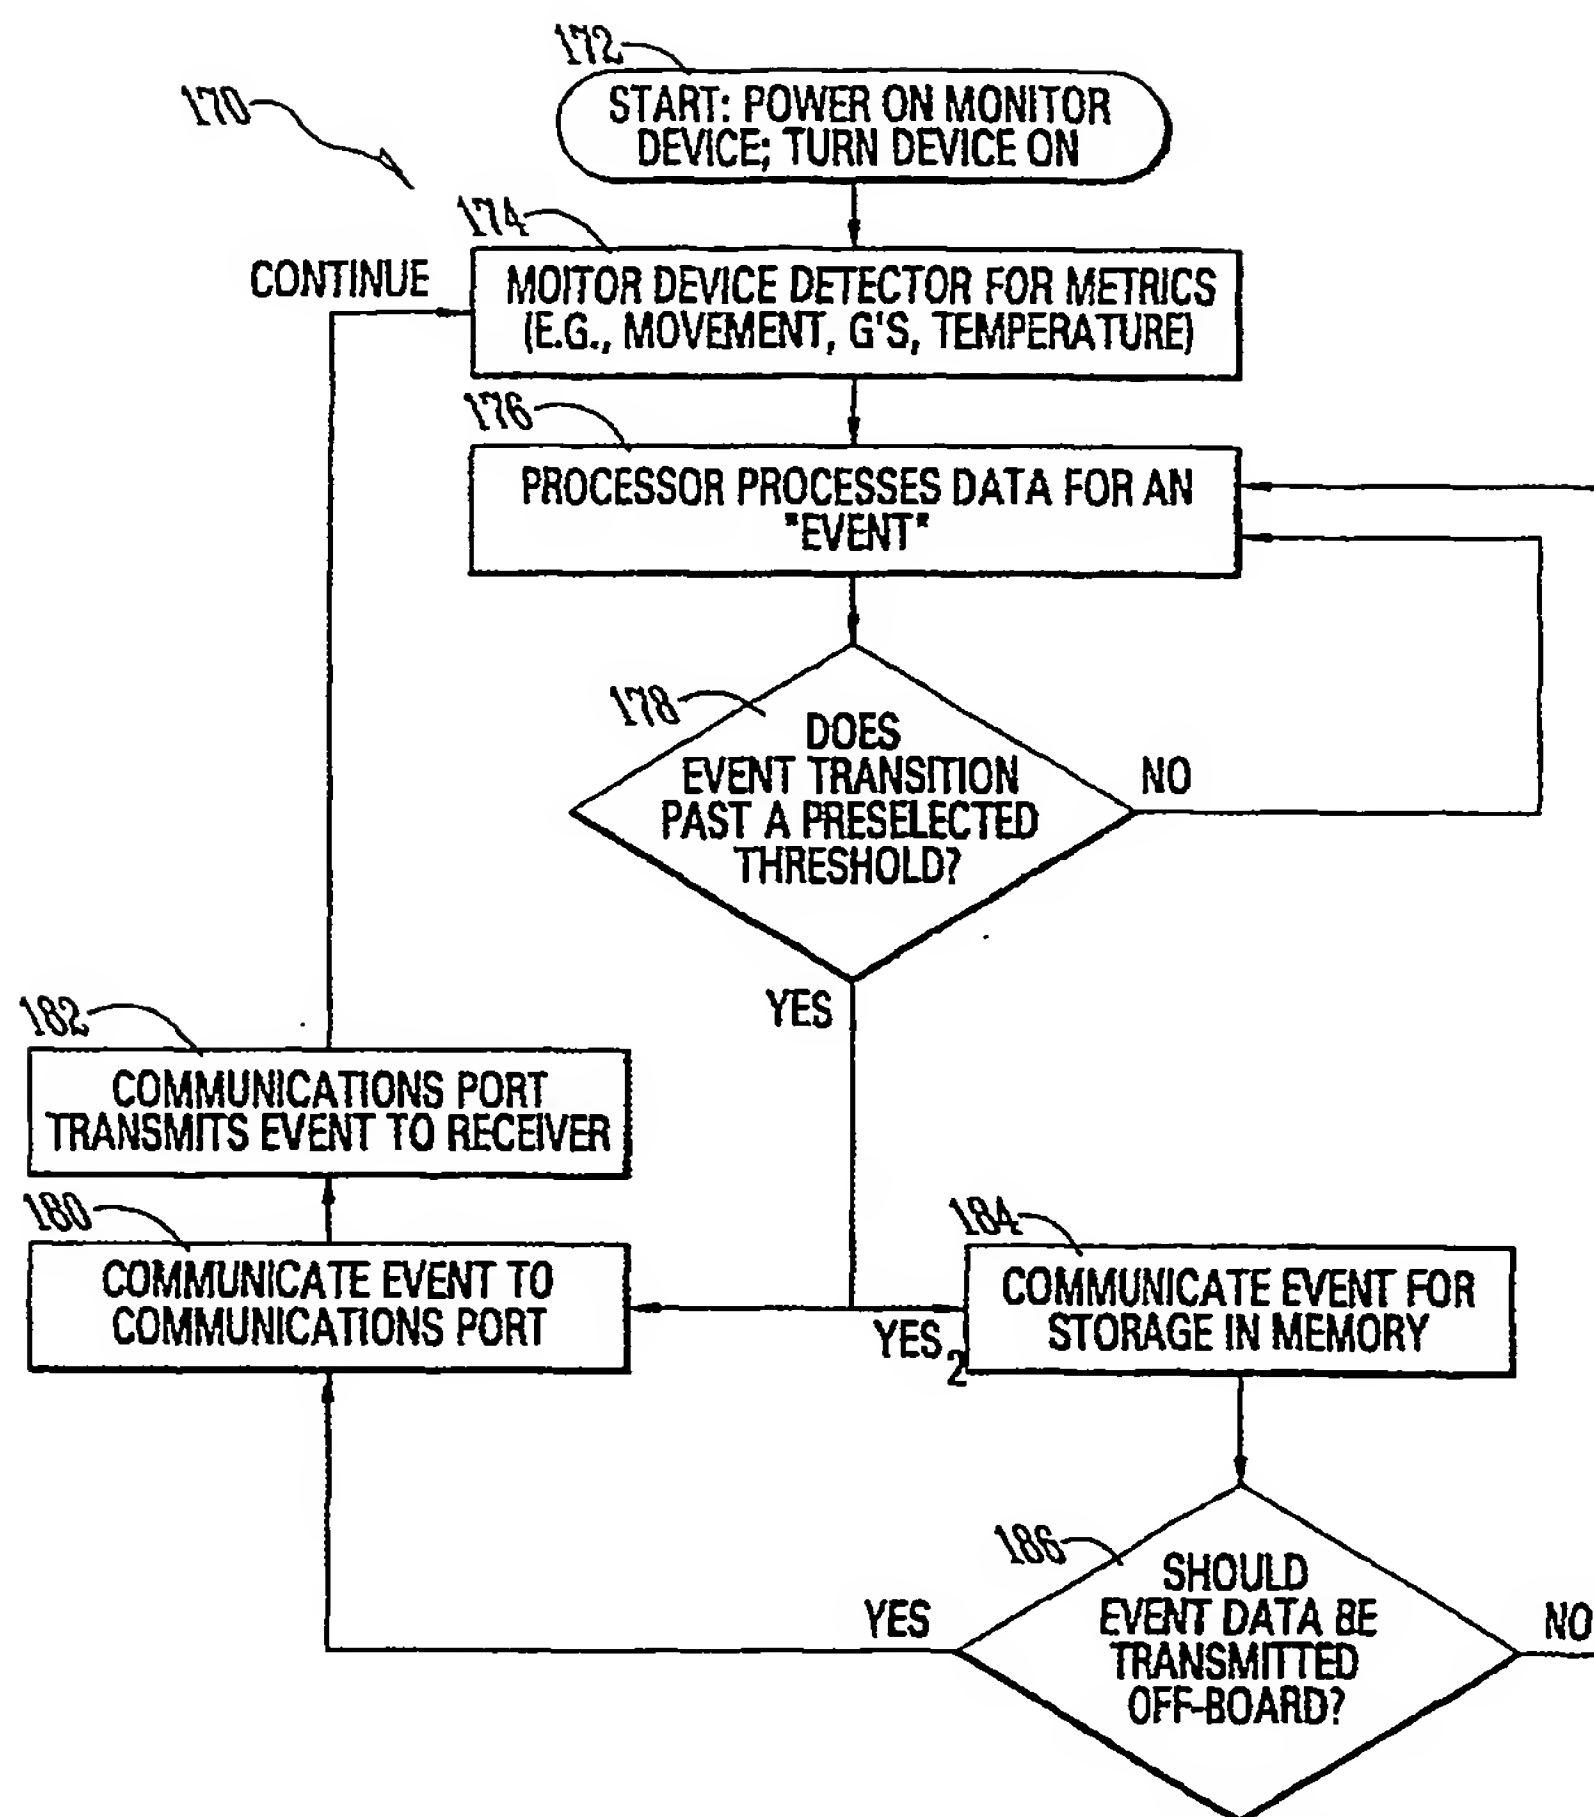 172
START: POWER ON MONITOR
DEVICE; TURN DEVICE ON
170
174
CONTINUE
MOITOR DEVICE DETECTOR FOR METRICS
(E.G., MOVEMENT, G'S, TEMPERATURE)
176
PROCESSOR PROCESSES DATA FOR AN
"EVENT"
178
DOES
EVENT TRANSITION
PAST A PRESELECTED
THRESHOLD?
NO
YES
182
COMMUNICATIONS PORT
TRANSMITS EVENT TO RECEIVER
180
COMMUNICATE EVENT TO
COMMUNICATIONS PORT
YES2
184
COMMUNICATE EVENT FOR
STORAGE IN MEMORY
186
SHOULD
EVENT DATA BE
TRANSMITTED
OFF-BOARD?
YES
NO